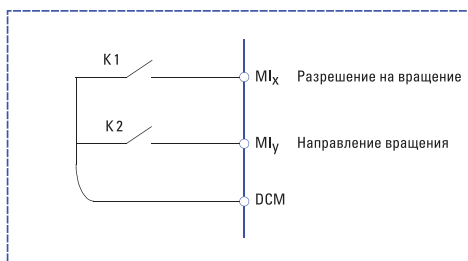 K1
MIx Разрешение на вращение
K2
MIy Направление вращения
DCM